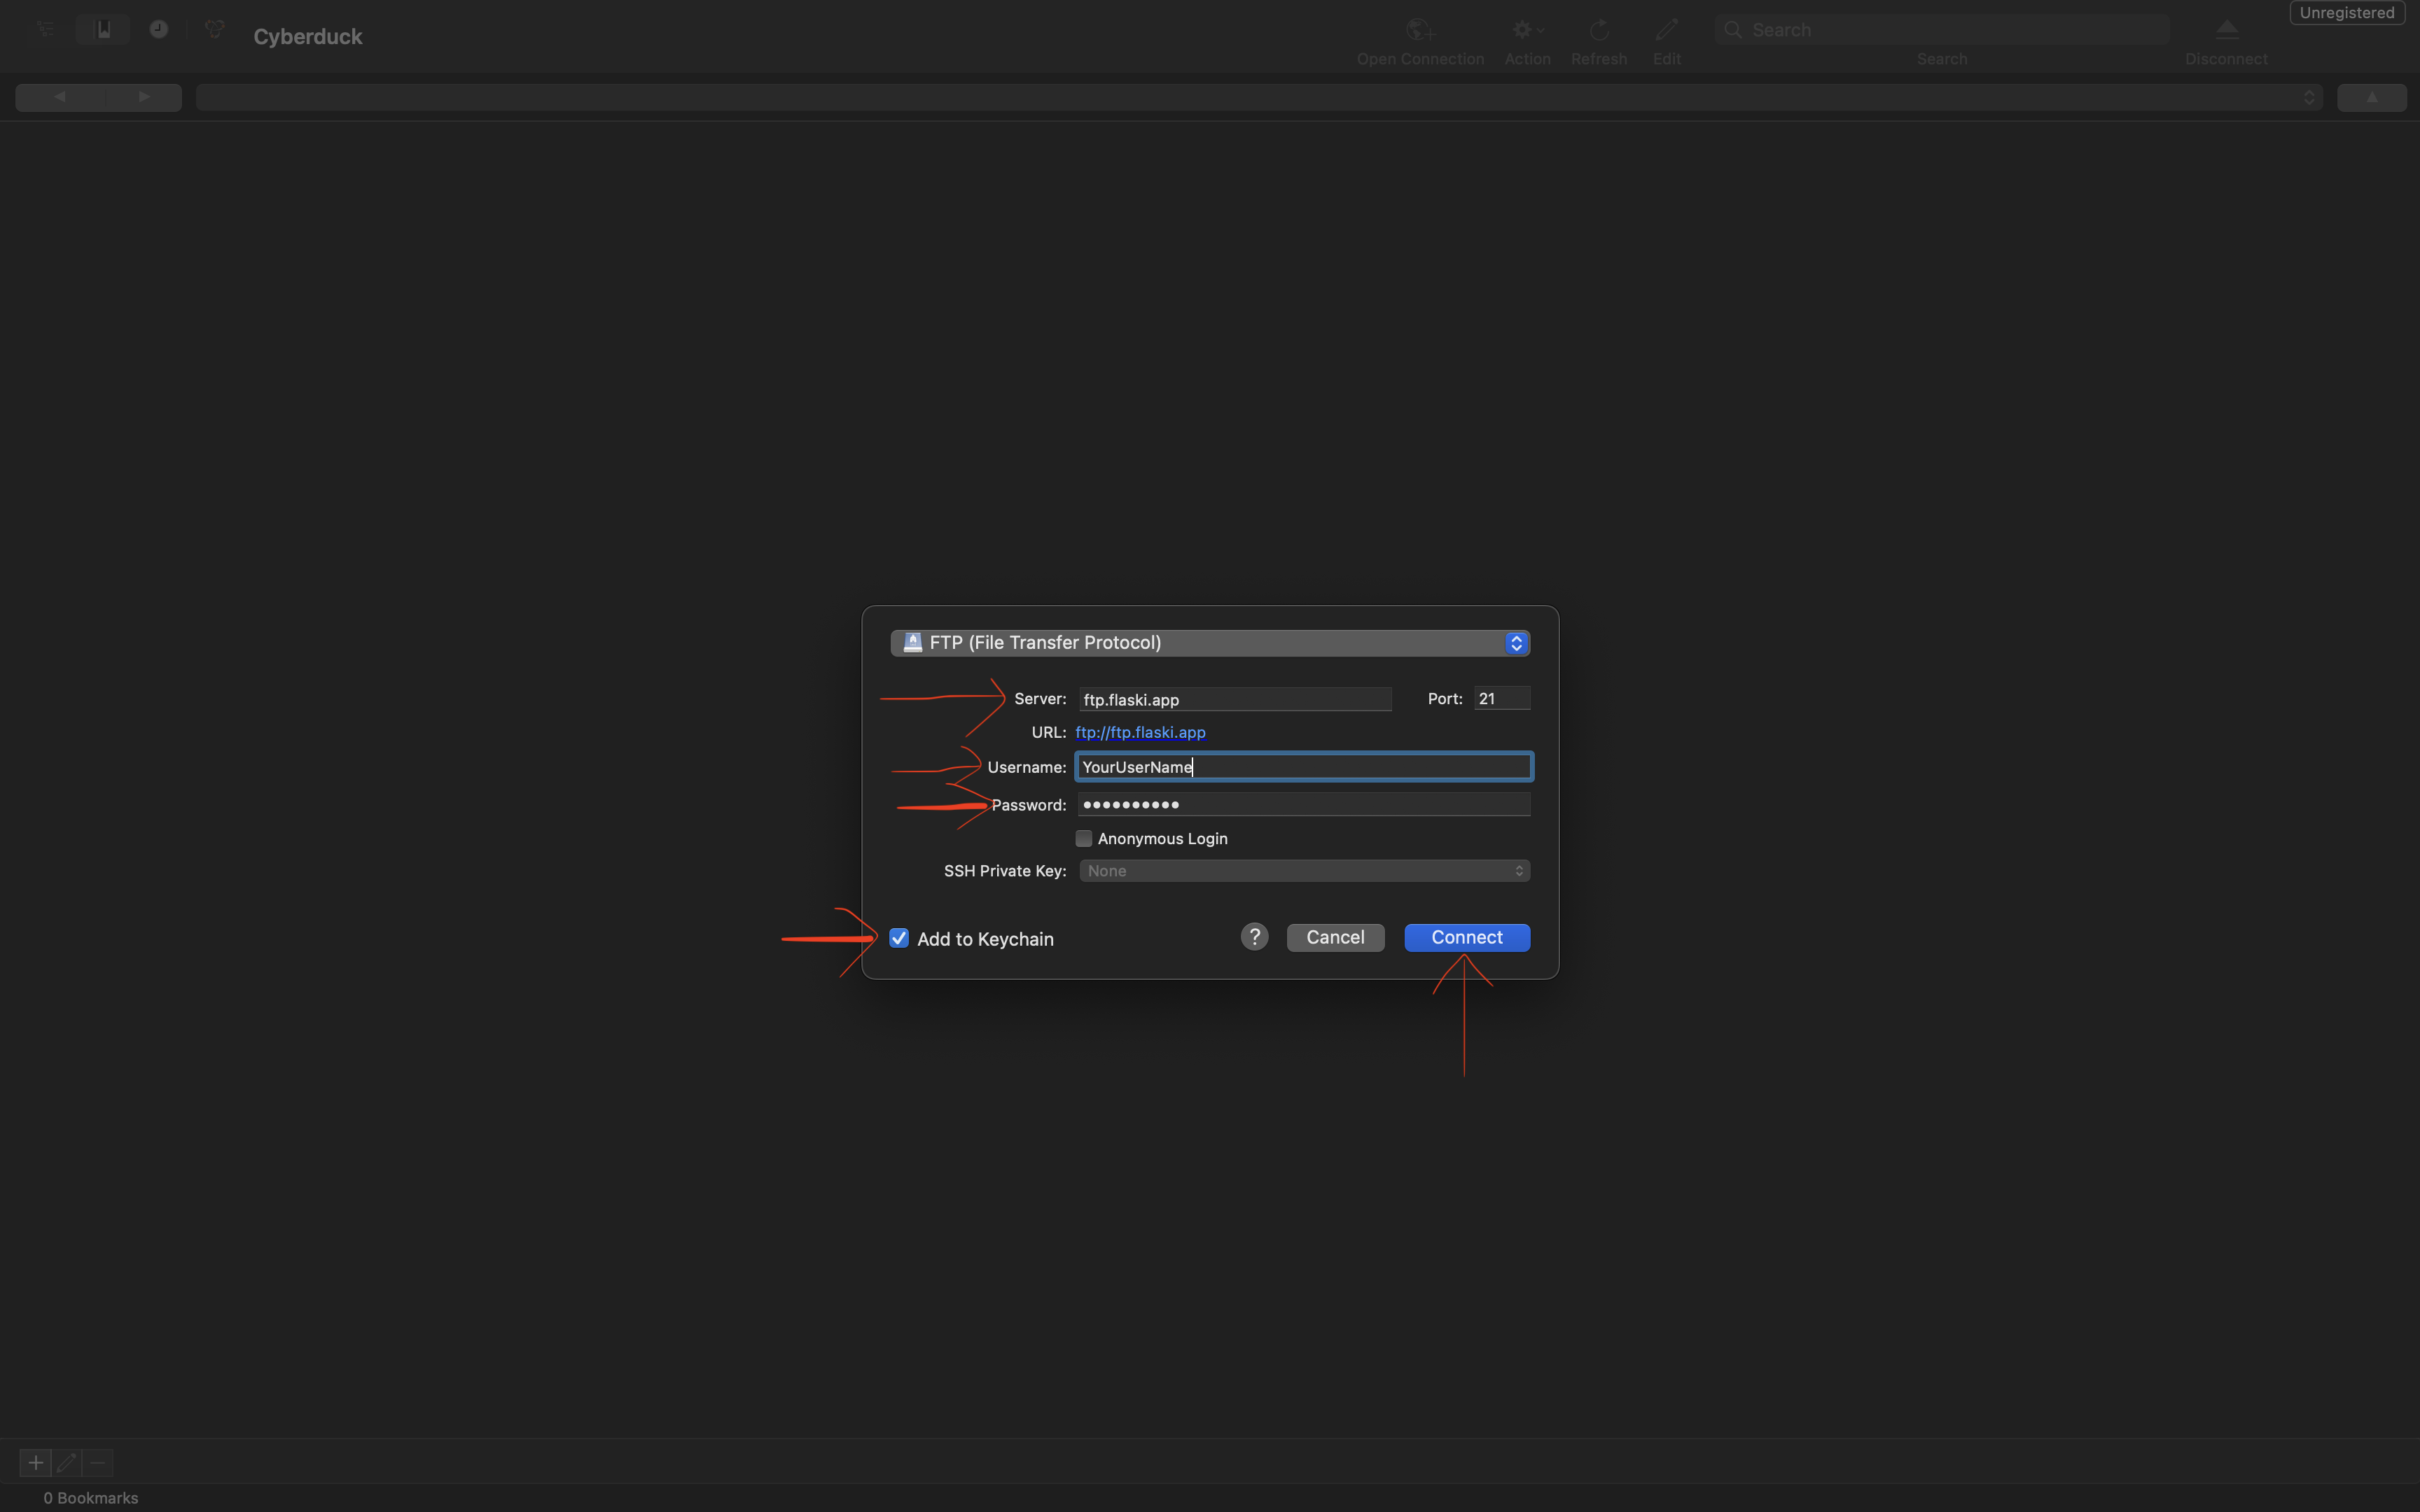 Unregistered
Cyberduck
Search
Open Connection Action Refresh Edit Search Disconnect
FTP (File Transfer Protocol)
Server: ftp.flaski.app Port: 21
URL: ftp://ftp.flaski.app
Username: YourUserName
Password: ••••••••••
Anonymous Login
SSH Private Key: None
Add to Keychain ? Cancel Connect
0 Bookmarks